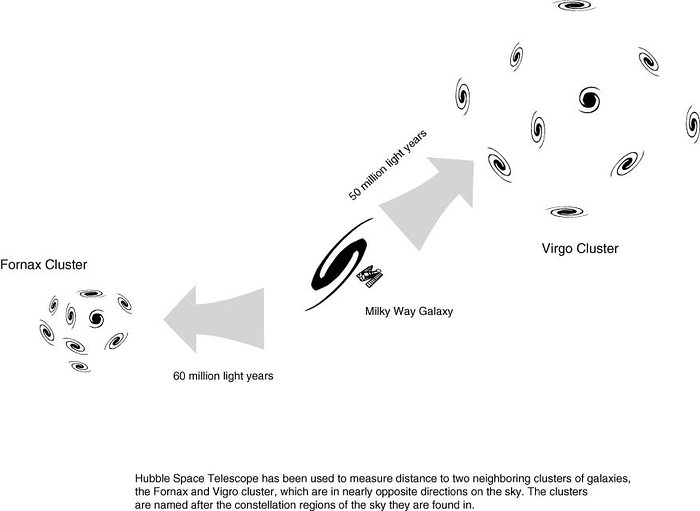 50 million light years
Virgo Cluster
Fornax Cluster
Milky Way Galaxy
60 million light years
Hubble Space Telescope has been used to measure distance to two neighboring clusters of galaxies,
the Fornax and Vigro cluster, which are in nearly opposite directions on the sky. The clusters
are named after the constellation regions of the sky they are found in.